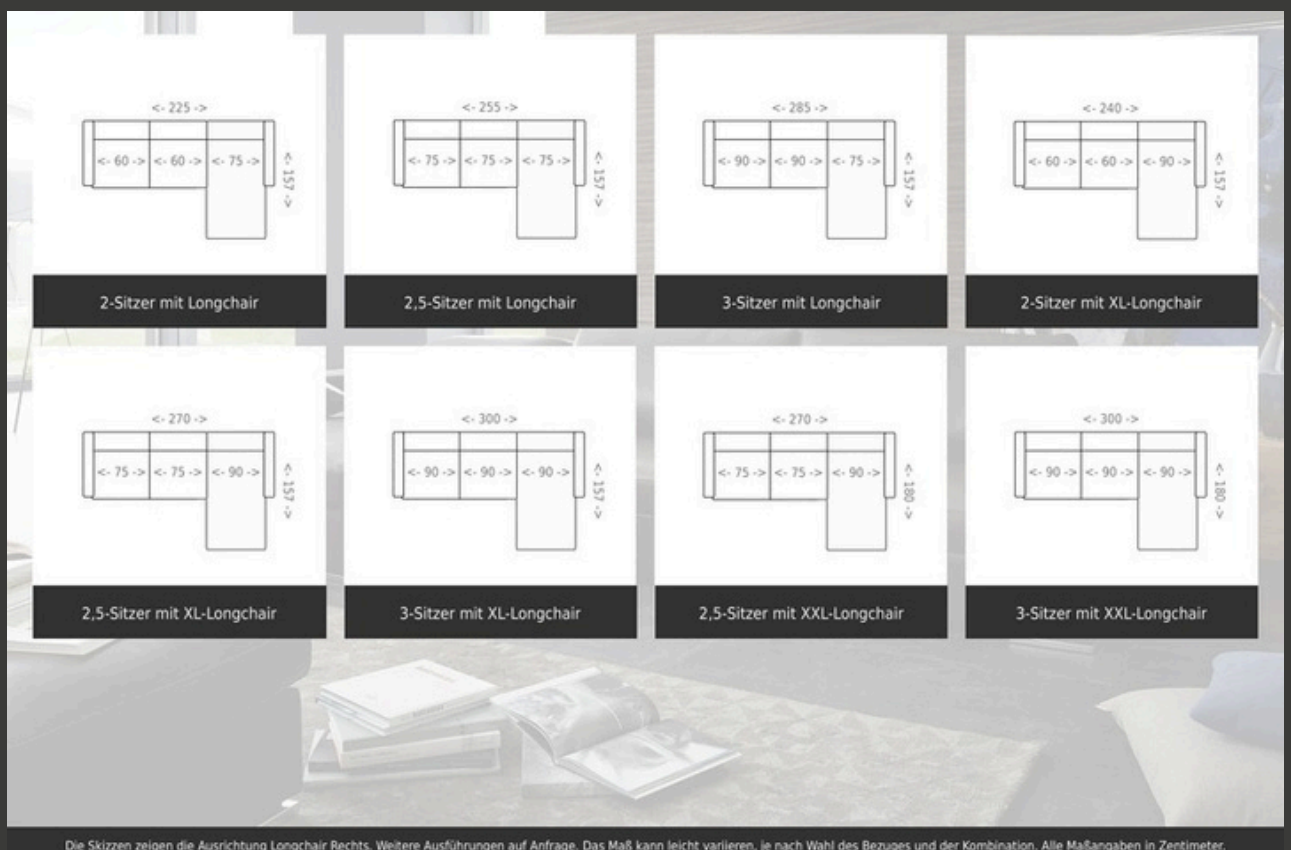 <- 225 ->
<- 60 -> <- 60 -> <- 75 ->
<- 157 ->
2-Sitzer mit Longchair
<- 255 ->
<- 75 -> <- 75 -> <- 75 ->
<- 157 ->
2,5-Sitzer mit Longchair
<- 285 ->
<- 90 -> <- 90 -> <- 75 ->
<- 157 ->
3-Sitzer mit Longchair
<- 240 ->
<- 60 -> <- 60 -> <- 90 ->
<- 157 ->
2-Sitzer mit XL-Longchair
<- 270 ->
<- 75 -> <- 75 -> <- 90 ->
<- 157 ->
2,5-Sitzer mit XL-Longchair
<- 300 ->
<- 90 -> <- 90 -> <- 90 ->
<- 157 ->
3-Sitzer mit XL-Longchair
<- 270 ->
<- 75 -> <- 75 -> <- 90 ->
<- 180 ->
2,5-Sitzer mit XXL-Longchair
<- 300 ->
<- 90 -> <- 90 -> <- 90 ->
<- 180 ->
3-Sitzer mit XXL-Longchair
Die Skizzen zeigen die Ausrichtung Longchair Rechts. Weitere Ausführungen auf Anfrage. Das Maß kann leicht variieren, je nach Wahl des Bezuges und der Kombination. Alle Maßangaben in Zentimeter.